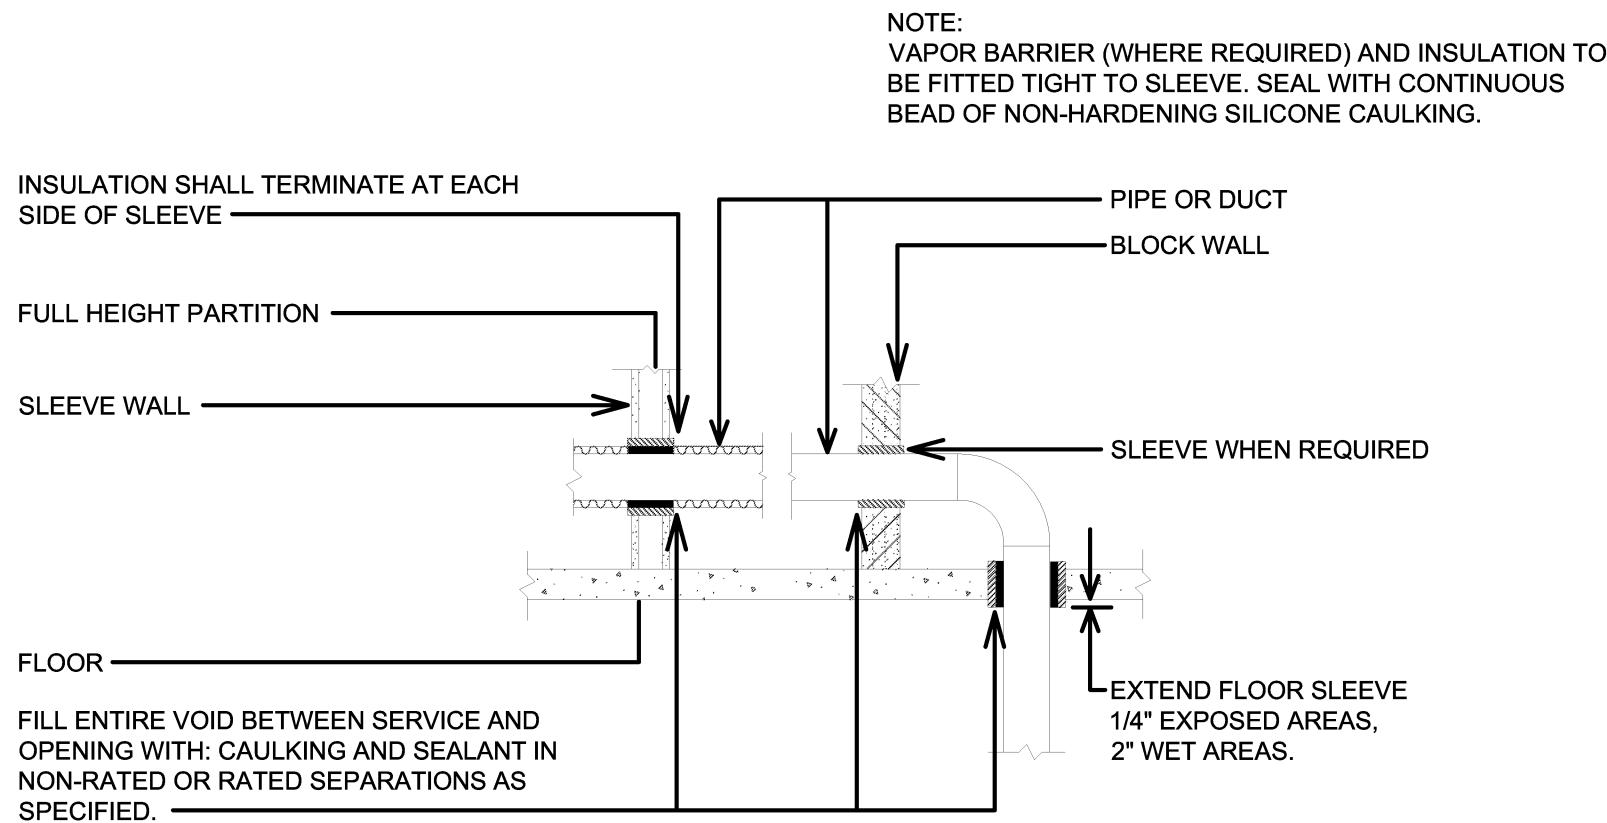 NOTE:
VAPOR BARRIER (WHERE REQUIRED) AND INSULATION TO
BE FITTED TIGHT TO SLEEVE. SEAL WITH CONTINUOUS
BEAD OF NON-HARDENING SILICONE CAULKING.
INSULATION SHALL TERMINATE AT EACH
SIDE OF SLEEVE
PIPE OR DUCT
BLOCK WALL
FULL HEIGHT PARTITION
SLEEVE WALL
SLEEVE WHEN REQUIRED
FLOOR
EXTEND FLOOR SLEEVE
1/4" EXPOSED AREAS,
2" WET AREAS.
FILL ENTIRE VOID BETWEEN SERVICE AND
OPENING WITH: CAULKING AND SEALANT IN
NON-RATED OR RATED SEPARATIONS AS
SPECIFIED.